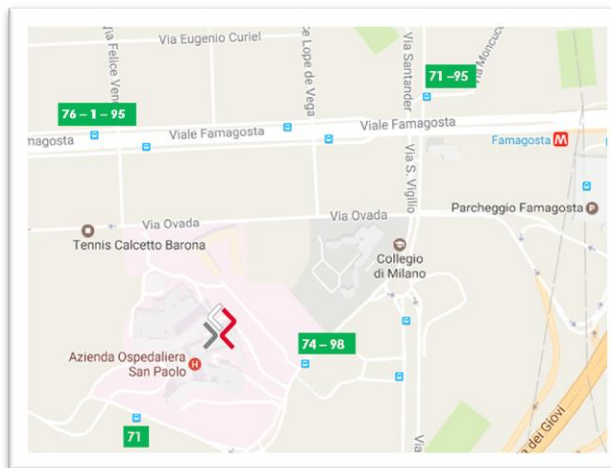 Via Eugenio Curiel
Via Felice Ven
e Lope de Vega
Via Santander
Via Moncuc
71 –95
76 – 1 – 95
magosta
Viale Famagosta
Viale Famagosta
Famagosta M
Via S. Vigilio
Via Ovada
Via Ovada
Parcheggio Famagosta P
Tennis Calcetto Barona
Collegio
di Milano
74 – 98
Azienda Ospedaliera
San Paolo
H
71
Via
a dei Giovi